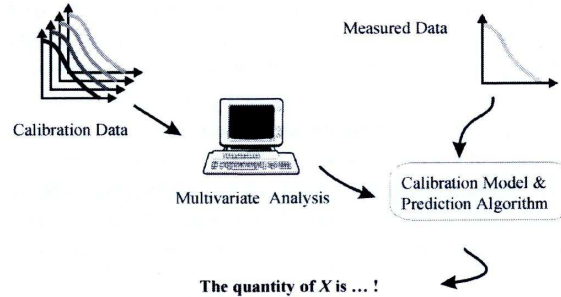 Measured Data
Calibration Data
Multivariate Analysis
Calibration Model &
Prediction Algorithm
The quantity of X is ... !